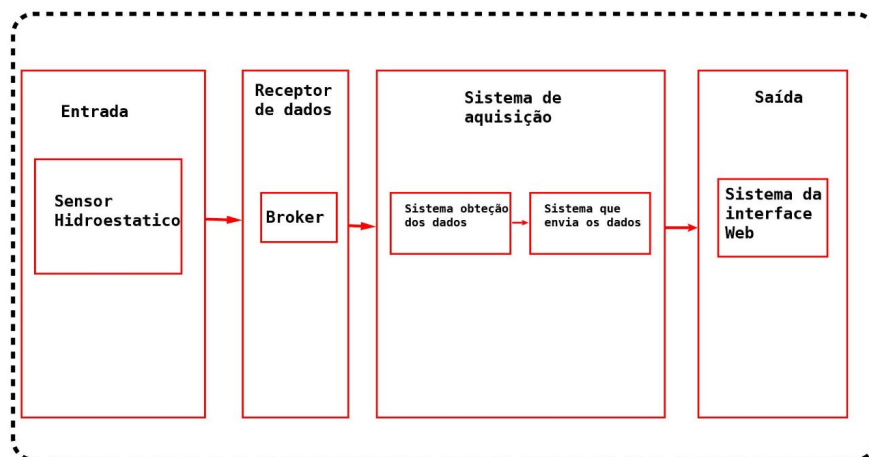 Entrada
Sensor
Hidroestatico
Receptor
de dados
Broker
Sistema de
aquisição
Sistema obteção
dos dados
Sistema que
envia os dados
Saída
Sistema da
interface
Web